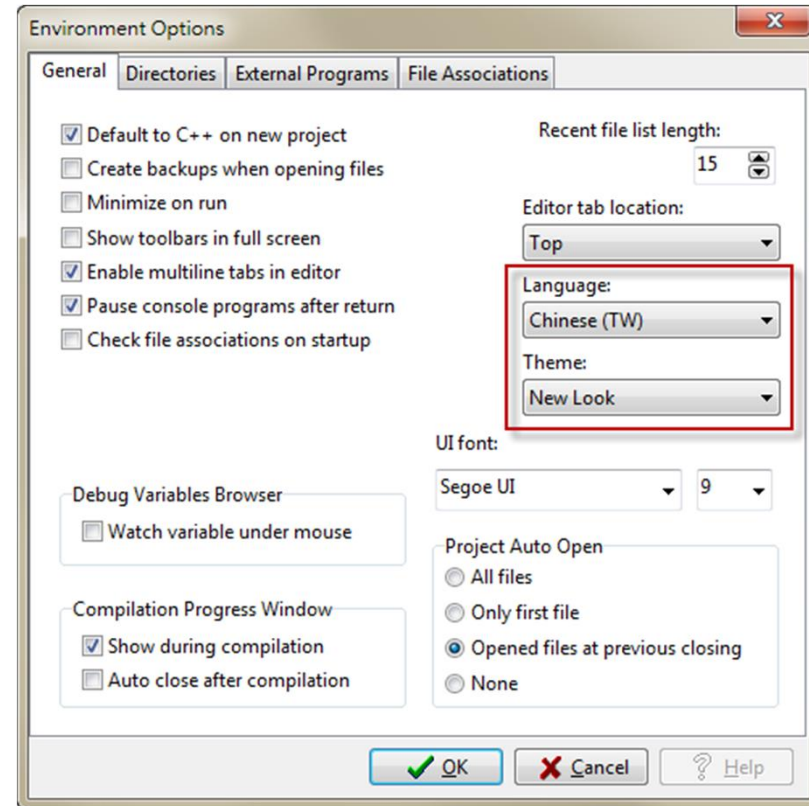 Environment Options
General
Directories
External Programs
File Associations
Default to C++ on new project
Create backups when opening files
Minimize on run
Show toolbars in full screen
Enable multiline tabs in editor
Pause console programs after return
Check file associations on startup
Recent file list length:
15
Editor tab location:
Top
Language:
Chinese (TW)
Theme:
New Look
UI font:
Segoe UI
9
Debug Variables Browser
Watch variable under mouse
Compilation Progress Window
Show during compilation
Auto close after compilation
Project Auto Open
All files
Only first file
Opened files at previous closing
None
OK
Cancel
Help